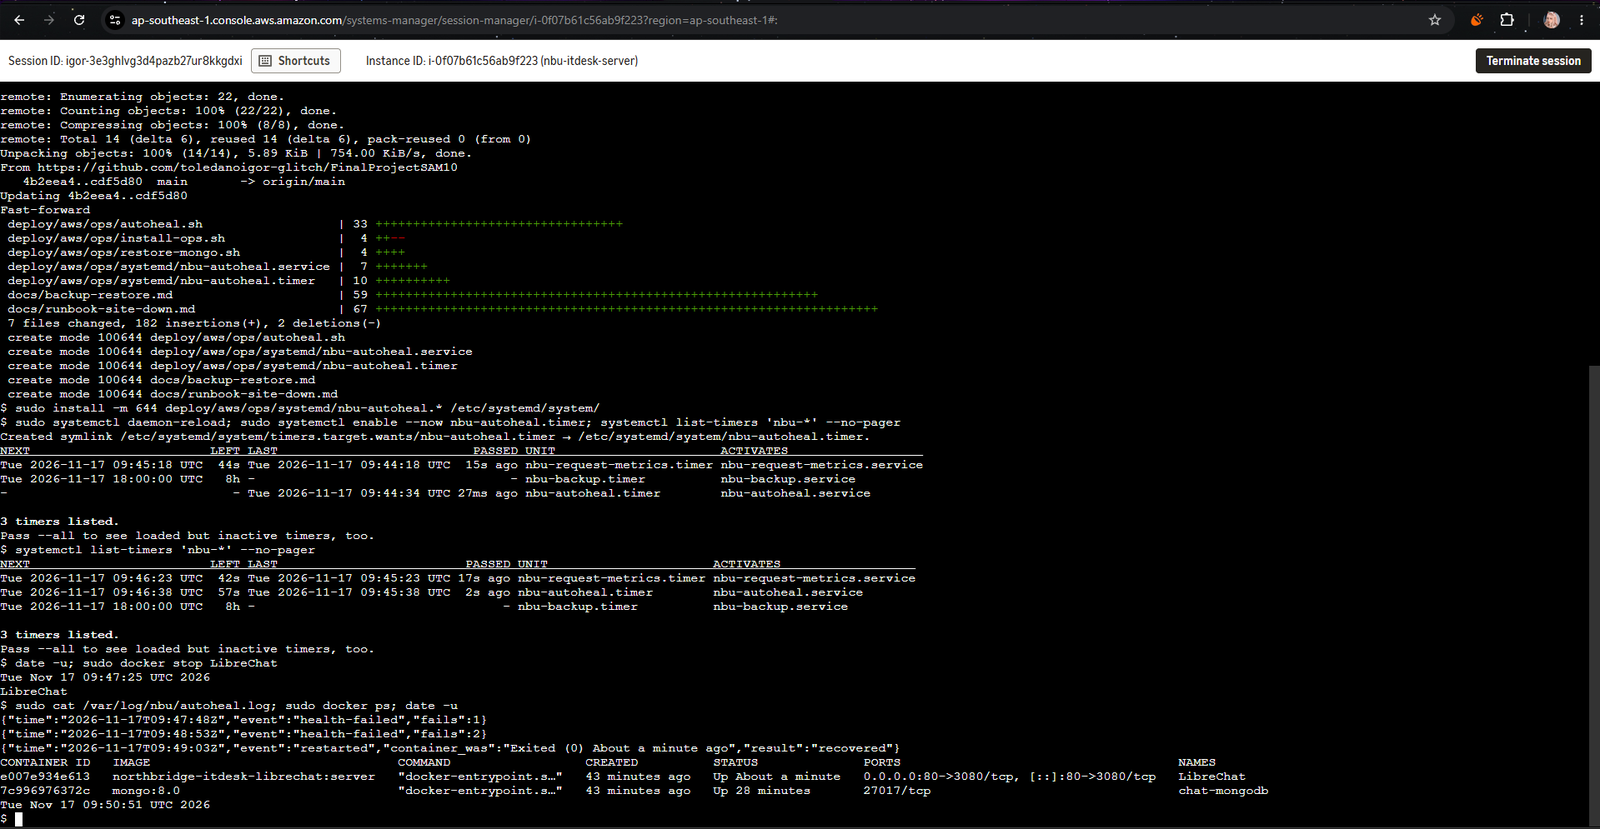 ap-southeast-1.console.aws.amazon.com/systems-manager/session-manager/i-0f07b61c56ab9f223?region=ap-southeast-1#:
Session ID: igor-3e3ghlvg3d4pazb27ur8kkgdxi Shortcuts Instance ID: i-0f07b61c56ab9f223 (nbu-itdesk-server) Terminate session
remote: Enumerating objects: 22, done.
remote: Counting objects: 100% (22/22), done.
remote: Compressing objects: 100% (8/8), done.
remote: Total 14 (delta 6), reused 14 (delta 6), pack-reused 0 (from 0)
Unpacking objects: 100% (14/14), 5.89 KiB | 754.00 KiB/s, done.
From https://github.com/toledanoigor-glitch/FinalProjectSAM10
   4b2eea4..cdf5d80  main       -> origin/main
Updating 4b2eea4..cdf5d80
Fast-forward
 deploy/aws/ops/autoheal.sh                  | 33 +++++++++++++++++++++++++++++++++
 deploy/aws/ops/install-ops.sh               |  4 ++--
 deploy/aws/ops/restore-mongo.sh             |  4 ++++
 deploy/aws/ops/systemd/nbu-autoheal.service |  7 +++++++
 deploy/aws/ops/systemd/nbu-autoheal.timer   | 10 ++++++++++
 docs/backup-restore.md                      | 59 +++++++++++++++++++++++++++++++++++++++++++++++++++++++++++
 docs/runbook-site-down.md                   | 67 +++++++++++++++++++++++++++++++++++++++++++++++++++++++++++++++++++
 7 files changed, 182 insertions(+), 2 deletions(-)
 create mode 100644 deploy/aws/ops/autoheal.sh
 create mode 100644 deploy/aws/ops/systemd/nbu-autoheal.service
 create mode 100644 deploy/aws/ops/systemd/nbu-autoheal.timer
 create mode 100644 docs/backup-restore.md
 create mode 100644 docs/runbook-site-down.md
$ sudo install -m 644 deploy/aws/ops/systemd/nbu-autoheal.* /etc/systemd/system/
$ sudo systemctl daemon-reload; sudo systemctl enable --now nbu-autoheal.timer; systemctl list-timers 'nbu-*' --no-pager
Created symlink /etc/systemd/system/timers.target.wants/nbu-autoheal.timer → /etc/systemd/system/nbu-autoheal.timer.
NEXT                        LEFT LAST                        PASSED UNIT                      ACTIVATES
Tue 2026-11-17 09:45:18 UTC  44s Tue 2026-11-17 09:44:18 UTC  15s ago nbu-request-metrics.timer nbu-request-metrics.service
Tue 2026-11-17 18:00:00 UTC   8h -                                  - nbu-backup.timer          nbu-backup.service
-                              - Tue 2026-11-17 09:44:34 UTC 27ms ago nbu-autoheal.timer        nbu-autoheal.service
3 timers listed.
Pass --all to see loaded but inactive timers, too.
$ systemctl list-timers 'nbu-*' --no-pager
NEXT                        LEFT LAST                        PASSED UNIT                      ACTIVATES
Tue 2026-11-17 09:46:23 UTC  42s Tue 2026-11-17 09:45:23 UTC 17s ago nbu-request-metrics.timer nbu-request-metrics.service
Tue 2026-11-17 09:46:38 UTC  57s Tue 2026-11-17 09:45:38 UTC  2s ago nbu-autoheal.timer        nbu-autoheal.service
Tue 2026-11-17 18:00:00 UTC   8h -                                 - nbu-backup.timer          nbu-backup.service
3 timers listed.
Pass --all to see loaded but inactive timers, too.
$ date -u; sudo docker stop LibreChat
Tue Nov 17 09:47:25 UTC 2026
LibreChat
$ sudo cat /var/log/nbu/autoheal.log; sudo docker ps; date -u
{"time":"2026-11-17T09:47:48Z","event":"health-failed","fails":1}
{"time":"2026-11-17T09:48:53Z","event":"health-failed","fails":2}
{"time":"2026-11-17T09:49:03Z","event":"restarted","container_was":"Exited (0) About a minute ago","result":"recovered"}
CONTAINER ID   IMAGE                                 COMMAND                  CREATED          STATUS              PORTS                                     NAMES
e007e934e613   northbridge-itdesk-librechat:server   "docker-entrypoint.s…"   43 minutes ago   Up About a minute   0.0.0.0:80->3080/tcp, [::]:80->3080/tcp   LibreChat
7c996976372c   mongo:8.0                             "docker-entrypoint.s…"   43 minutes ago   Up 28 minutes       27017/tcp                                 chat-mongodb
Tue Nov 17 09:50:51 UTC 2026
$